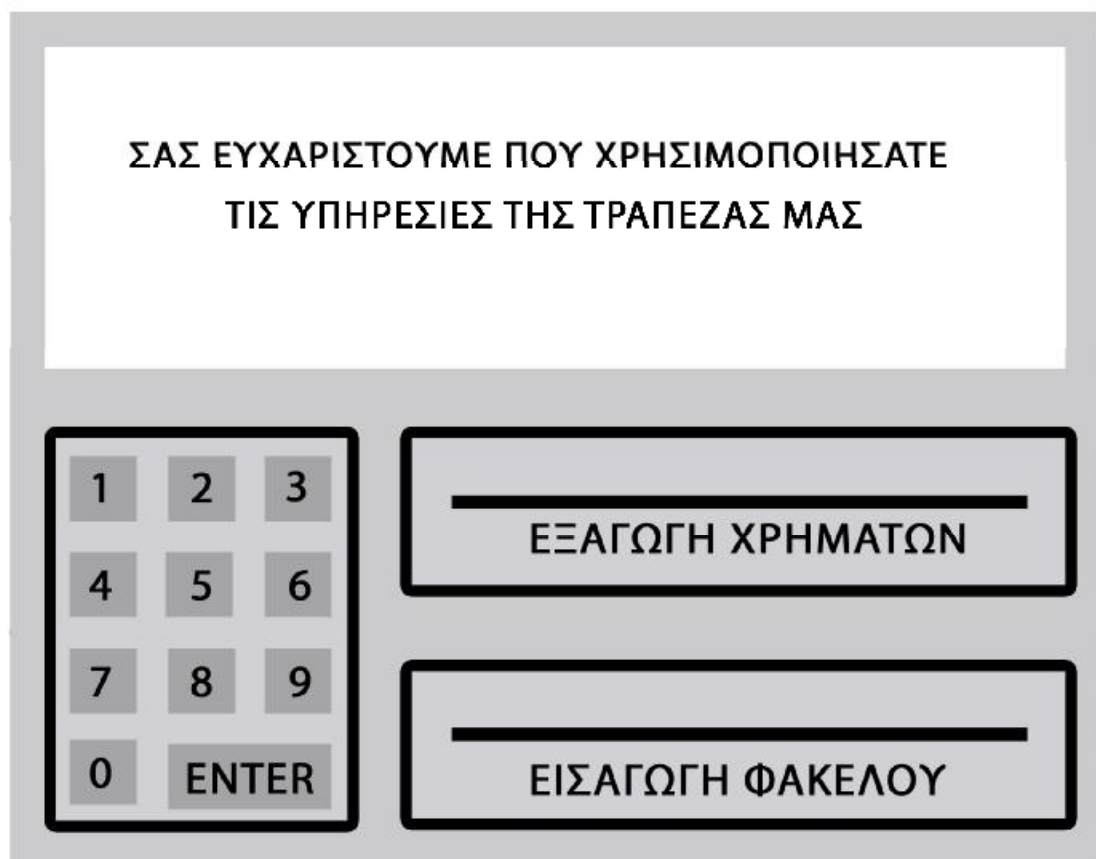 ΣΑΣ ΕΥΧΑΡΙΣΤΟΥΜΕ ΠΟΥ ΧΡΗΣΙΜΟΠΟΙΗΣΑΤΕ
ΤΙΣ ΥΠΗΡΕΣΙΕΣ ΤΗΣ ΤΡΑΠΕΖΑΣ ΜΑΣ
1 2 3
4 5 6
7 8 9
0 ENTER
ΕΞΑΓΩΓΗ ΧΡΗΜΑΤΩΝ
ΕΙΣΑΓΩΓΗ ΦΑΚΕΛΟΥ